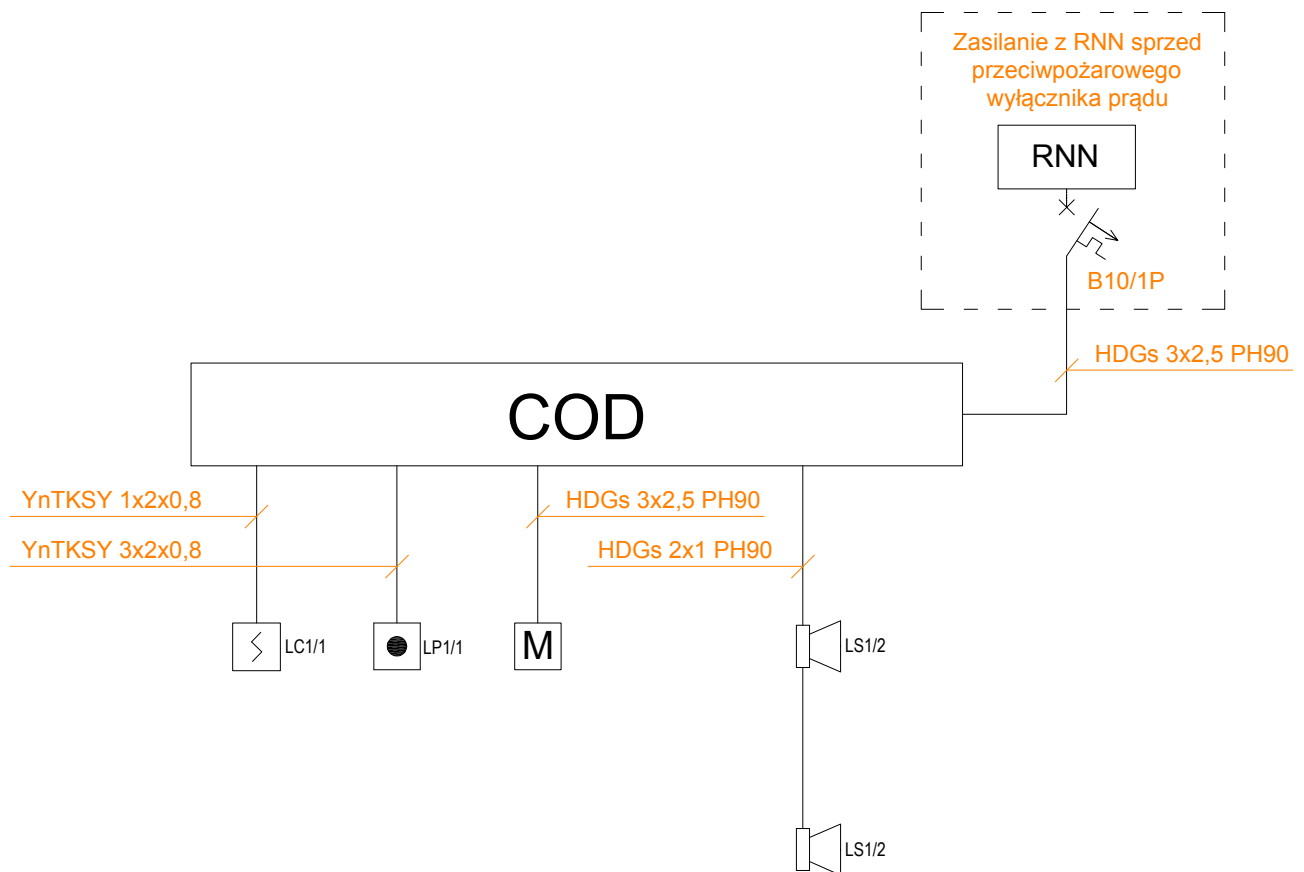 Zasilanie z RNN sprzed
przeciwpożarowego
wyłącznika prądu
RNN
B10/1P
HDGs 3x2,5 PH90
COD
YnTKSY 1x2x0,8
HDGs 3x2,5 PH90
YnTKSY 3x2x0,8
HDGs 2x1 PH90
LC1/1
LP1/1
M
LS1/2
LS1/2